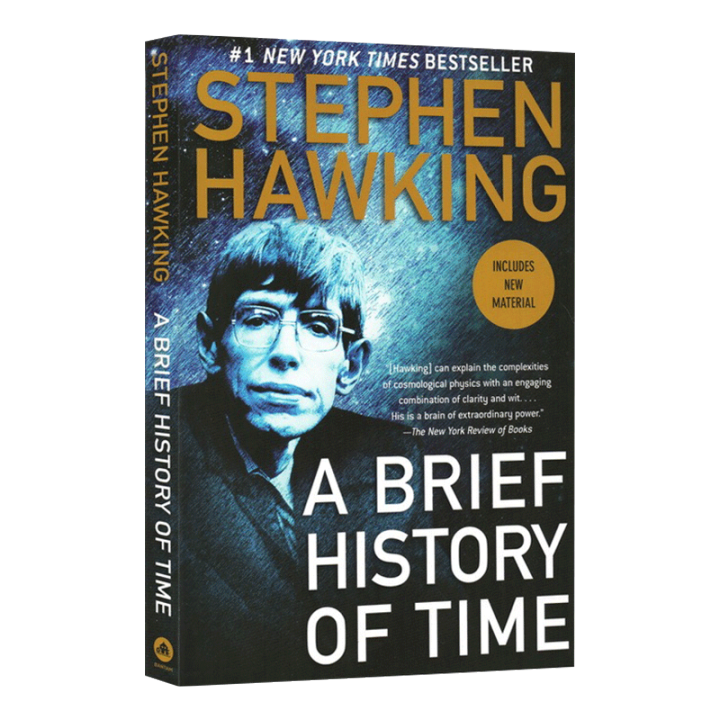 #1 NEW YORK TIMES BESTSELLER
STEPHEN
HAWKING
INCLUDES
NEW
MATERIAL
"[Hawking] can explain the complexities
of cosmological physics with an engaging
combination of clarity and wit. . . .
His is a brain of extraordinary power."
—The New York Review of Books
A BRIEF
HISTORY
OF TIME
STEPHEN HAWKING A BRIEF HISTORY OF TIME